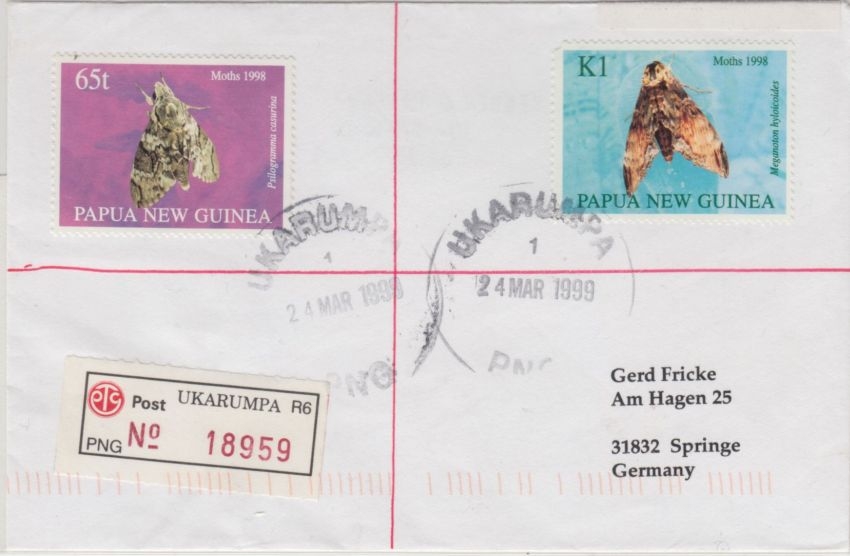 65t
Moths 1998
Psilogramma casurina
PAPUA NEW GUINEA
K1
Moths 1998
Meganoton hyloicoides
PAPUA NEW GUINEA
UKARUMPA
1
24 MAR 1999
PNG
UKARUMPA
1
24 MAR 1999
PNG
Gerd Fricke
Am Hagen 25
31832 Springe
Germany
PTC Post UKARUMPA R6
PNG Nº 18959